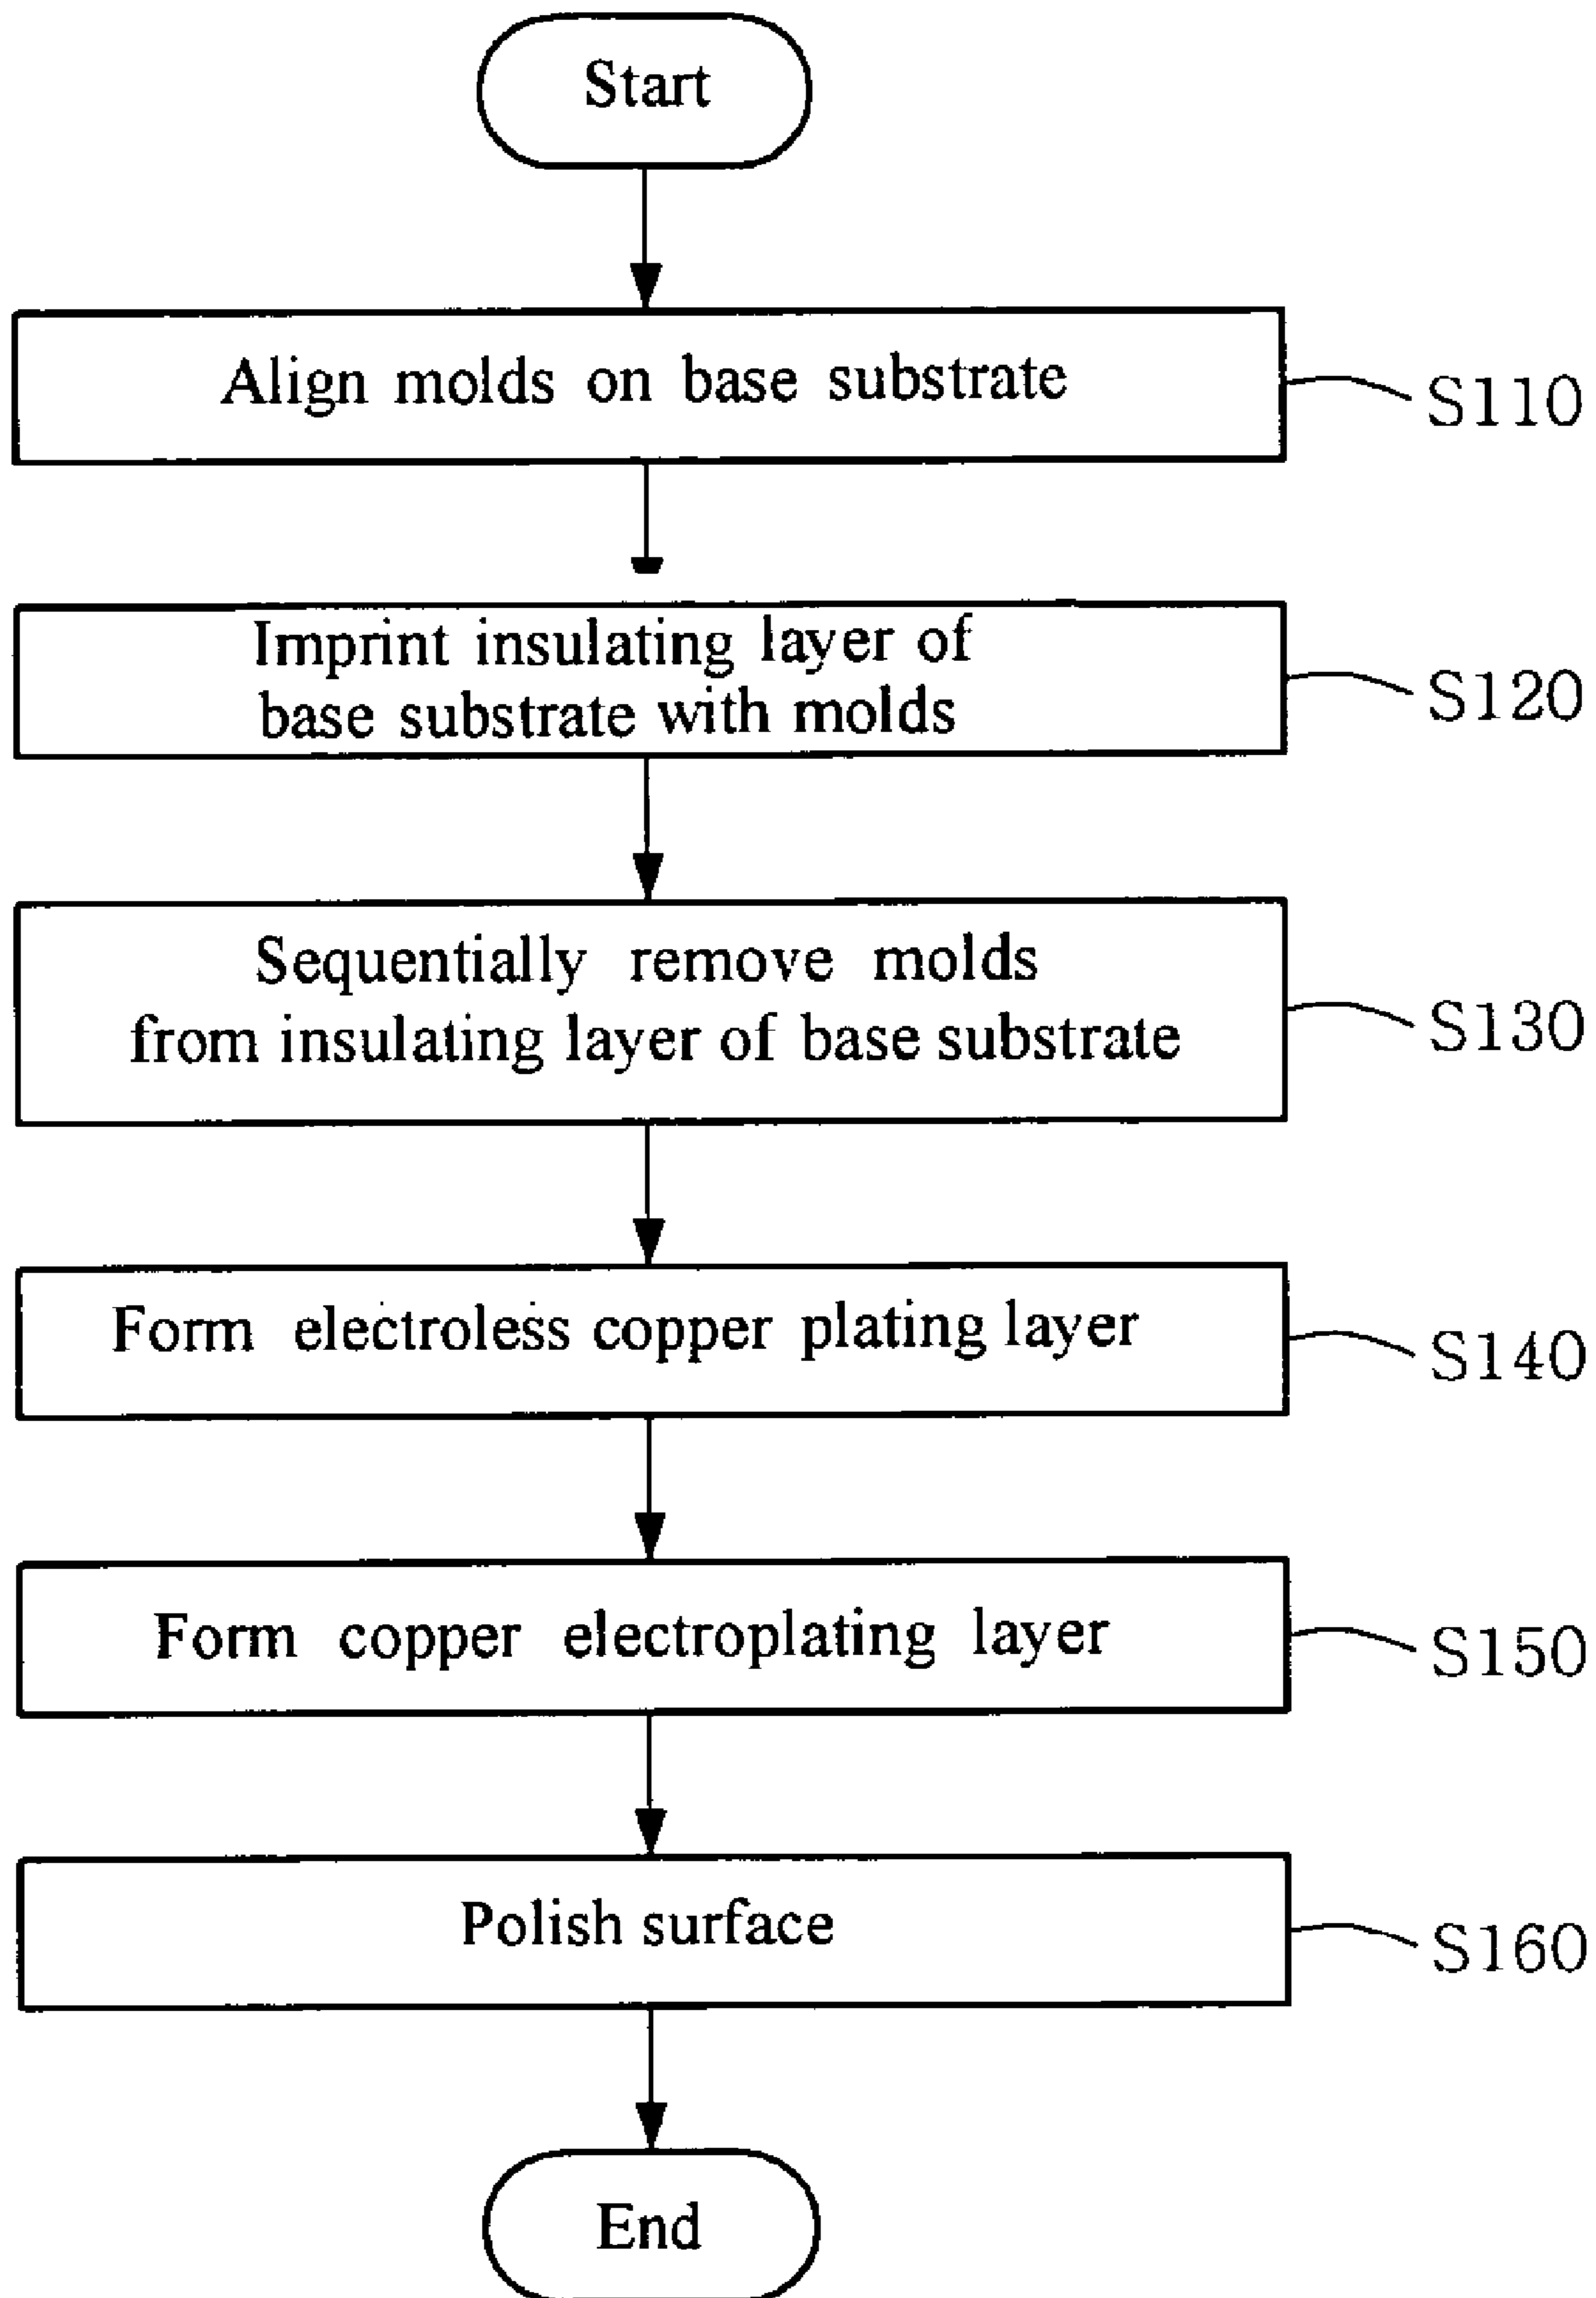 Start
Align molds on base substrate
S110
Imprint insulating layer of
base substrate with molds
S120
Sequentially remove molds
from insulating layer of base substrate
S130
Form electroless copper plating layer
S140
Form copper electroplating layer
S150
Polish surface
S160
End